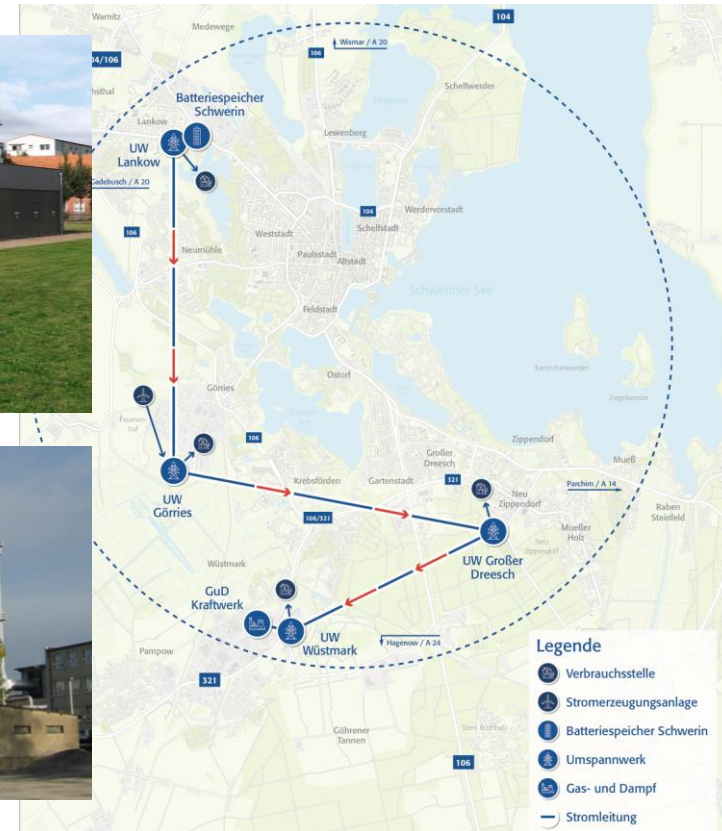 Warnitz
Medewege
104
106
Wismar / A 20
04/106
Batteriespeicher
Schwerin
Ziegelsee
Schelfwerder
Lankow
UW
Lankow
Lewenberg
Gadebusch / A 20
104
Werdervorstadt
Schelfstadt
106
Weststadt
Neumühle
Paulsstadt
Altstadt
Schweriner See
Feldstadt
Ostorf
Kaninchenwerder
Görries
Ziegelwerder
106
Großer
Dreesch
Zippendorf
Mueß
Krebsförden
Gartenstadt
321
Parchim / A 14
Neu
Zippendorf
Raben
Steinfeld
UW
Görries
106/321
Mueßer
Holz
UW Großer
Dreesch
Wüstmark
GuD
Kraftwerk
UW
Wüstmark
Hagenow / A 24
Pampow
321
Göhrener
Tannen
106
Legende
Verbrauchsstelle
Stromerzeugungsanlage
Batteriespeicher Schwerin
Umspannwerk
Gas- und Dampf
Stromleitung